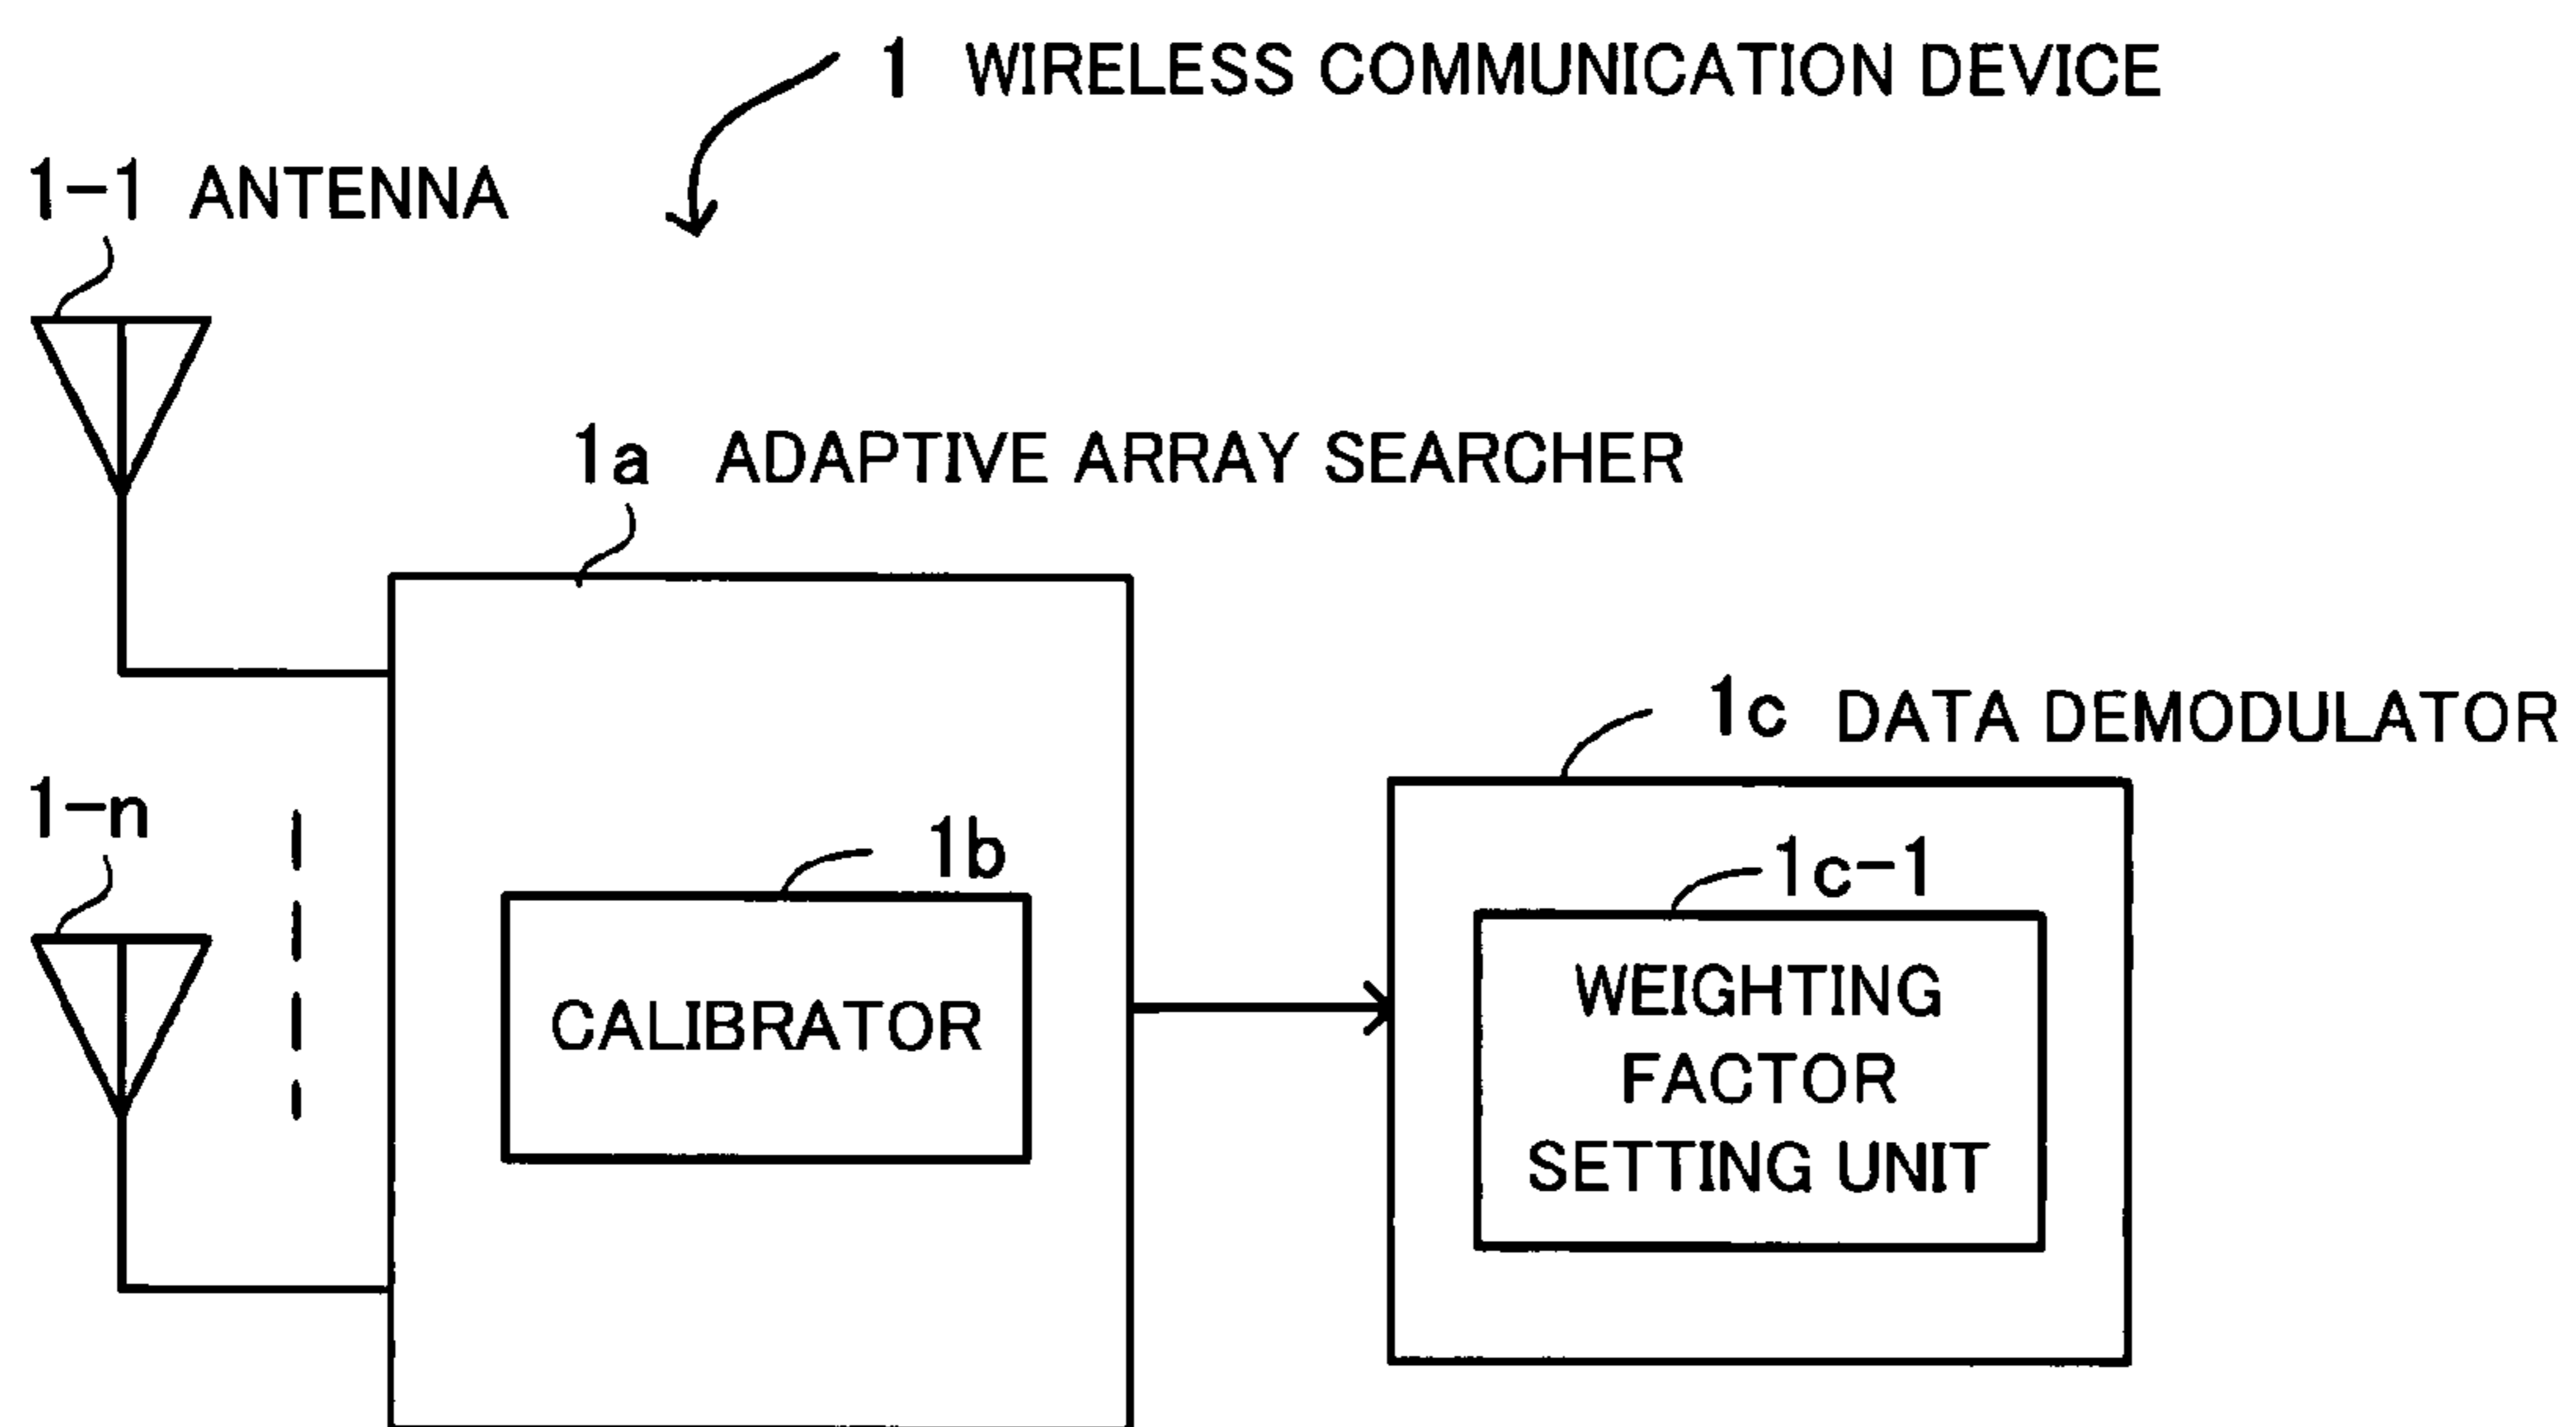 1 WIRELESS COMMUNICATION DEVICE
1-1 ANTENNA
1a ADAPTIVE ARRAY SEARCHER
1c DATA DEMODULATOR
1-n
1b
1c-1
CALIBRATOR
WEIGHTING
FACTOR
SETTING UNIT